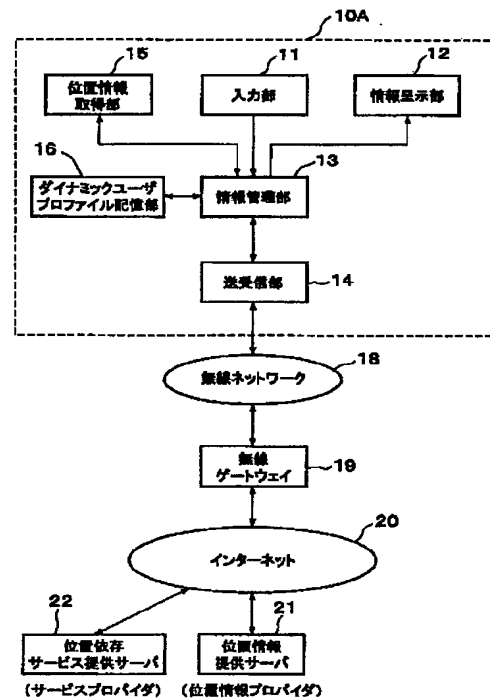 10A
15
11
12
位置情報
取得部
入力部
情報呈示部
16
13
ダイナミックユーザ
プロファイル記憶部
情報管理部
送受信部
14
18
無線ネットワーク
無線
ゲートウェイ
19
20
インターネット
22
21
位置依存
サービス提供サーバ
位置情報
提供サーバ
(サービスプロバイダ)
(位置情報プロバイダ)